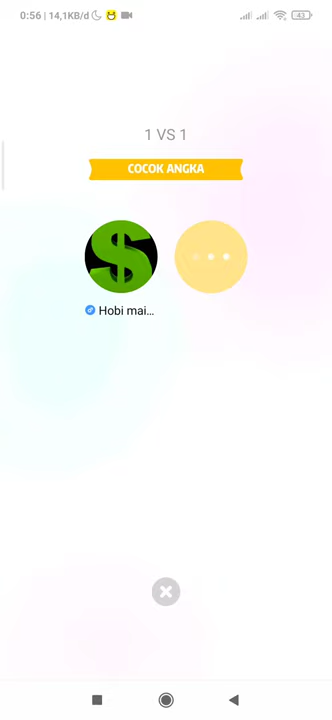 0:56 | 14,1KB/d
43
1 VS 1
COCOK ANGKA
Hobi mai...